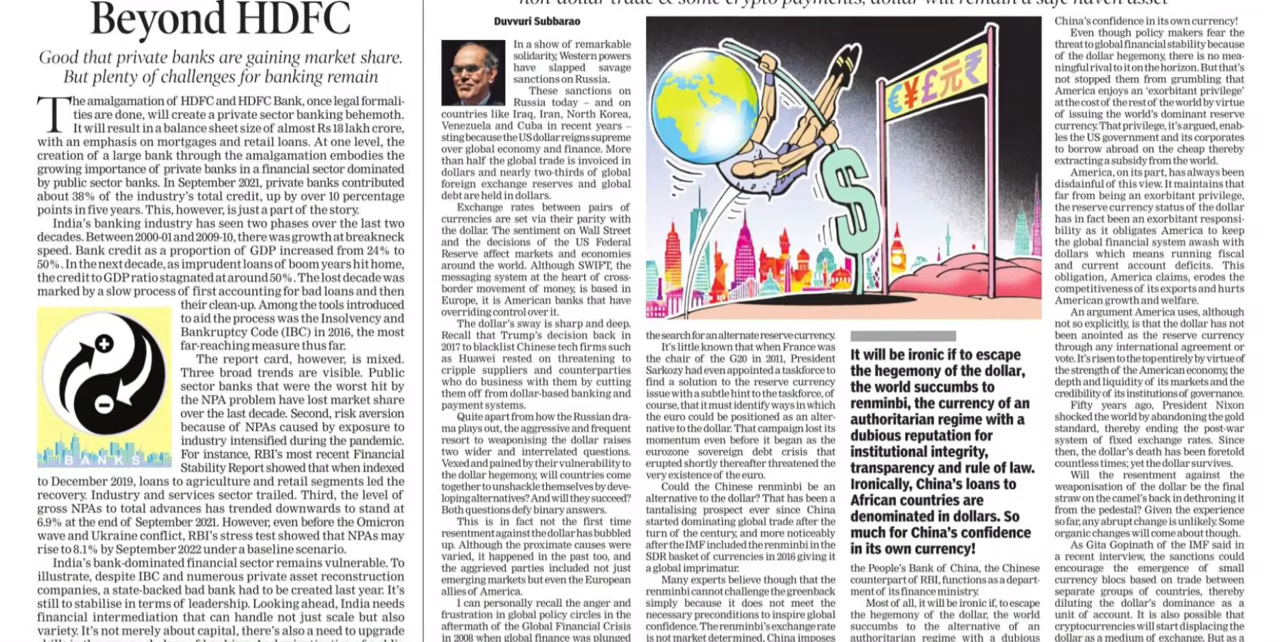 Beyond HDFC
Good that private banks are gaining market share.
But plenty of challenges for banking remain
The amalgamation of HDFC and HDFC Bank, once legal formali-
ties are done, will create a private sector banking behemoth.
It will result in a balance sheet size of almost Rs 18 lakh crore,
with an emphasis on mortgages and retail loans. At one level, the
creation of a large bank through the amalgamation embodies the
growing importance of private banks in a financial sector dominated
by public sector banks. In September 2021, private banks contributed
about 38% of the industry's total credit, up by over 10 percentage
points in five years. This, however, is just a part of the story.
India's banking industry has seen two phases over the last two
decades. Between 2000-01 and 2009-10, there was growth at breakneck
speed. Bank credit as a proportion of GDP increased from 24% to
50%. In the next decade, as imprudent loans of boom years hit home,
the credit to GDP ratio stagnated at around 50%. The lost decade was
marked by a slow process of first accounting for bad loans and then
their clean-up. Among the tools introduced
to aid the process was the Insolvency and
Bankruptcy Code (IBC) in 2016, the most
far-reaching measure thus far.
The report card, however, is mixed.
Three broad trends are visible. Public
sector banks that were the worst hit by
the NPA problem have lost market share
over the last decade. Second, risk aversion
because of NPAs caused by exposure to
industry intensified during the pandemic.
For instance, RBI's most recent Financial
Stability Report showed that when indexed
BANKS
to December 2019, loans to agriculture and retail segments led the
recovery. Industry and services sector trailed. Third, the level of
gross NPAs to total advances has trended downwards to stand at
6.9% at the end of September 2021. However, even before the Omicron
wave and Ukraine conflict, RBI's stress test showed that NPAs may
rise to 8.1% by September 2022 under a baseline scenario.
India's bank-dominated financial sector remains vulnerable. To
illustrate, despite IBC and numerous private asset reconstruction
companies, a state-backed bad bank had to be created last year. It's
still to stabilise in terms of leadership. Looking ahead, India needs
financial intermediation that can handle not just scale but also
variety. It's not merely about capital, there's also a need to upgrade
non-dollar trade & some crypto payments, dollar will remain a safe haven asset
Duvvuri Subbarao
In a show of remarkable
solidarity, Western powers
have slapped savage
sanctions on Russia.
These sanctions on
Russia today – and on
countries like Iraq, Iran, North Korea,
Venezuela and Cuba in recent years –
sting because the US dollar reigns supreme
over global economy and finance. More
than half the global trade is invoiced in
dollars and nearly two-thirds of global
foreign exchange reserves and global
debt are held in dollars.
Exchange rates between pairs of
currencies are set via their parity with
the dollar. The sentiment on Wall Street
and the decisions of the US Federal
Reserve affect markets and economies
around the world. Although SWIFT, the
messaging system at the heart of cross-
border movement of money, is based in
Europe, it is American banks that have
overriding control over it.
The dollar's sway is sharp and deep.
Recall that Trump's decision back in
2017 to blacklist Chinese tech firms such
as Huawei rested on threatening to
cripple suppliers and counterparties
who do business with them by cutting
them off from dollar-based banking and
payment systems.
Quite apart from how the Russian dra-
ma plays out, the aggressive and frequent
resort to weaponising the dollar raises
two wider and interrelated questions.
Vexed and pained by their vulnerability to
the dollar hegemony, will countries come
together to unshackle themselves by deve-
loping alternatives? And will they succeed?
Both questions defy binary answers.
This is in fact not the first time
resentment against the dollar has bubbled
up. Although the proximate causes were
varied, it happened in the past too, and
the aggrieved parties included not just
emerging markets but even the European
allies of America.
I can personally recall the anger and
frustration in global policy circles in the
aftermath of the Global Financial Crisis
in 2008 when global finance was plunged
€¥£元₹
$
the search for an alternate reserve currency.
It's little known that when France was
the chair of the G20 in 2011, President
Sarkozy had even appointed a taskforce to
find a solution to the reserve currency
issue with a subtle hint to the taskforce, of
course, that it must identify ways in which
the euro could be positioned as an alter-
native to the dollar. That campaign lost its
momentum even before it began as the
eurozone sovereign debt crisis that
erupted shortly thereafter threatened the
very existence of the euro.
Could the Chinese renminbi be an
alternative to the dollar? That has been a
tantalising prospect ever since China
started dominating global trade after the
turn of the century, and more noticeably
after the IMF included the renminbi in the
SDR basket of currencies in 2016 giving it
a global imprimatur.
Many experts believe though that the
renminbi cannot challenge the greenback
simply because it does not meet the
necessary preconditions to inspire global
confidence. The renminbi's exchange rate
is not market determined, China imposes
It will be ironic if to escape
the hegemony of the dollar,
the world succumbs to
renminbi, the currency of an
authoritarian regime with a
dubious reputation for
institutional integrity,
transparency and rule of law.
Ironically, China's loans to
African countries are
denominated in dollars. So
much for China's confidence
in its own currency!
the People's Bank of China, the Chinese
counterpart of RBI, functions as a depart-
ment of its finance ministry.
Most of all, it will be ironic if, to escape
the hegemony of the dollar, the world
succumbs to the alternative of an
authoritarian regime with a dubious
China's confidence in its own currency!
Even though policy makers fear the
threat to global financial stability because
of the dollar hegemony, there is no mea-
ningful rival to it on the horizon. But that's
not stopped them from grumbling that
America enjoys an 'exorbitant privilege'
at the cost of the rest of the world by virtue
of issuing the world's dominant reserve
currency. That privilege, it's argued, enab-
les the US government and its corporates
to borrow abroad on the cheap thereby
extracting a subsidy from the world.
America, on its part, has always been
disdainful of this view. It maintains that
far from being an exorbitant privilege,
the reserve currency status of the dollar
has in fact been an exorbitant responsi-
bility as it obligates America to keep
the global financial system awash with
dollars which means running fiscal
and current account deficits. This
obligation, America claims, erodes the
competitiveness of its exports and hurts
American growth and welfare.
An argument America uses, although
not so explicitly, is that the dollar has not
been anointed as the reserve currency
through any international agreement or
vote. It's risen to the top entirely by virtue of
the strength of the American economy, the
depth and liquidity of its markets and the
credibility of its institutions of governance.
Fifty years ago, President Nixon
shocked the world by abandoning the gold
standard, thereby ending the post-war
system of fixed exchange rates. Since
then, the dollar's death has been foretold
countless times; yet the dollar survives.
Will the resentment against the
weaponisation of the dollar be the final
straw on the camel's back in dethroning it
from the pedestal? Given the experience
so far, any abrupt change is unlikely. Some
organic changes will come about though.
As Gita Gopinath of the IMF said in
a recent interview, the sanctions could
encourage the emergence of small
currency blocs based on trade between
separate groups of countries, thereby
diluting the dollar's dominance as a
unit of account. It is also possible that
cryptocurrencies will start displacing the
dollar as a medium of exchange. But as a